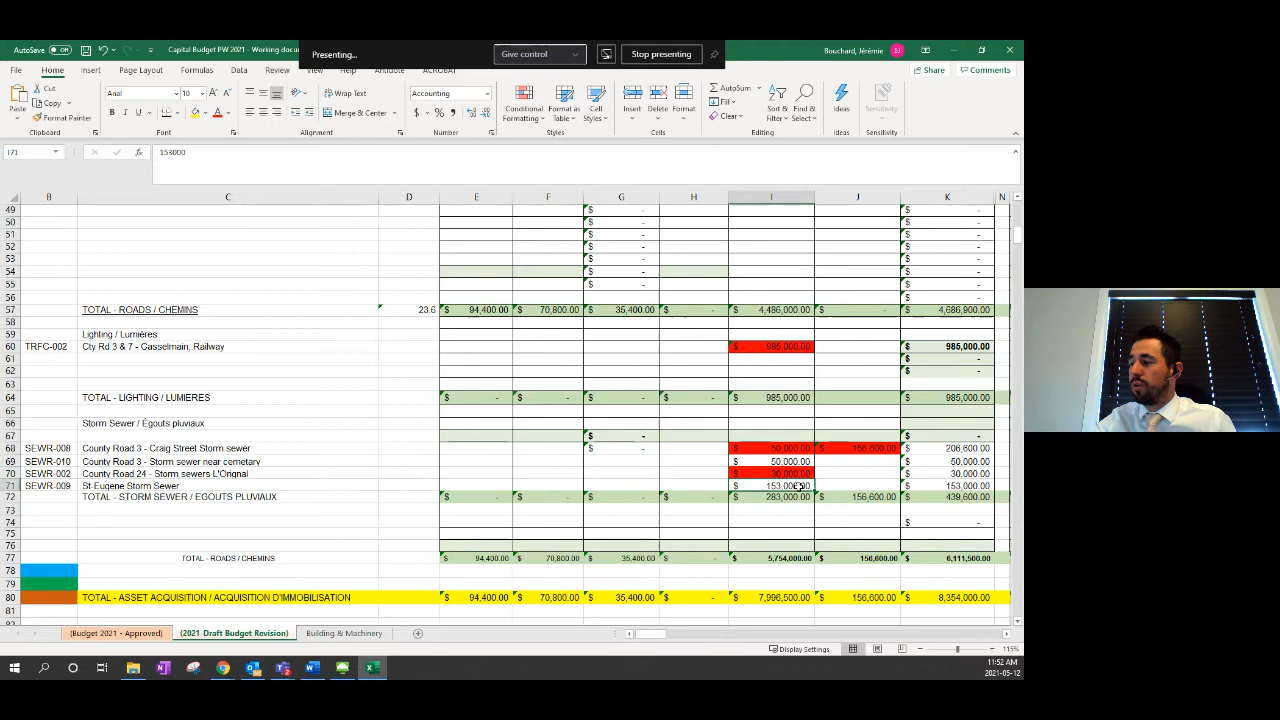 AutoSave Off Capital Budget PW 2021 - Working docu Bouchard, Jérémie BJ
Presenting... Give control Stop presenting
File Home Insert Page Layout Formulas Data Help Antidote ACROBAT Share Comments
Cut
Copy
Format Painter
Paste
Clipboard
Arial 10
B I U
Font
Wrap Text
Merge & Center
Alignment
Accounting
$ % ,
Number
Conditional Formatting
Format as Table
Cell Styles
Styles
Insert Delete Format
Cells
AutoSum
Fill
Clear
Sort & Filter
Find & Select
Editing
Ideas
Ideas
Sensitivity
Sensitivity
I71 fx 153000
B C D E F G H I J K N
49 $ - $ -
50 $ - $ -
51 $ - $ -
52 $ - $ -
53 $ - $ -
54 $ - $ -
55 $ - $ -
56 $ -
57 TOTAL - ROADS / CHEMINS 23.6 $ 94,400.00 $ 70,800.00 $ 35,400.00 $ - $ 4,486,000.00 $ - $ 4,686,900.00
58
59 Lighting / Lumières
60 TRFC-002 Cty Rd 3 & 7 - Casselmain, Railway $ 985,000.00 $ 985,000.00
61 $ -
62 $ -
63
64 TOTAL - LIGHTING / LUMIERES $ - $ - $ - $ - $ 985,000.00 $ 985,000.00
65
66 Storm Sewer / Égouts pluviaux
67 $ - $ -
68 SEWR-008 County Road 3 - Craig Street Storm sewer $ - $ 50,000.00 $ 156,600.00 $ 206,600.00
69 SEWR-010 County Road 3 - Storm sewer near cemetary $ 50,000.00 $ 50,000.00
70 SEWR-002 County Road 24 - Storm sewers L'Orignal $ 30,000.00 $ 30,000.00
71 SEWR-009 St-Eugene Storm Sewer $ 153,000.00 $ 153,000.00
72 TOTAL - STORM SEWER / EGOUTS PLUVIAUX $ - $ - $ - $ - $ 283,000.00 $ 156,600.00 $ 439,600.00
73
74 $ -
75
76
77 TOTAL - ROADS / CHEMINS $ 94,400.00 $ 70,800.00 $ 35,400.00 $ - $ 5,754,000.00 $ 156,600.00 $ 6,111,500.00
78
79
80 TOTAL - ASSET ACQUISITION / ACQUISITION D'IMMOBILISATION $ 94,400.00 $ 70,800.00 $ 35,400.00 $ - $ 7,996,500.00 $ 156,600.00 $ 8,354,000.00
81
(Budget 2021 - Approved) (2021 Draft Budget Revision) Building & Machinery
Display Settings 115%
11:52 AM
2021-05-12